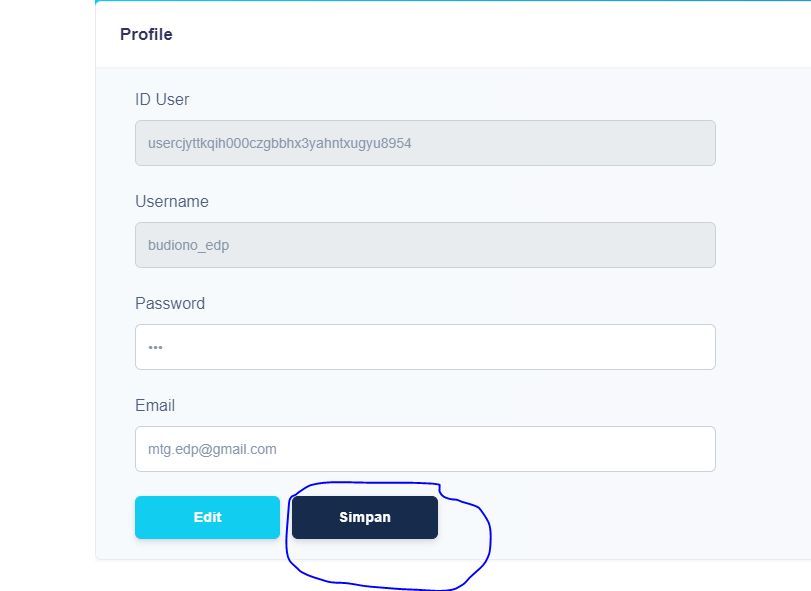 Profile
ID User
usercjyttkqih000czgbbhx3yahntxugyu8954
Username
budiono_edp
Password
•••
Email
mtg.edp@gmail.com
Edit
Simpan